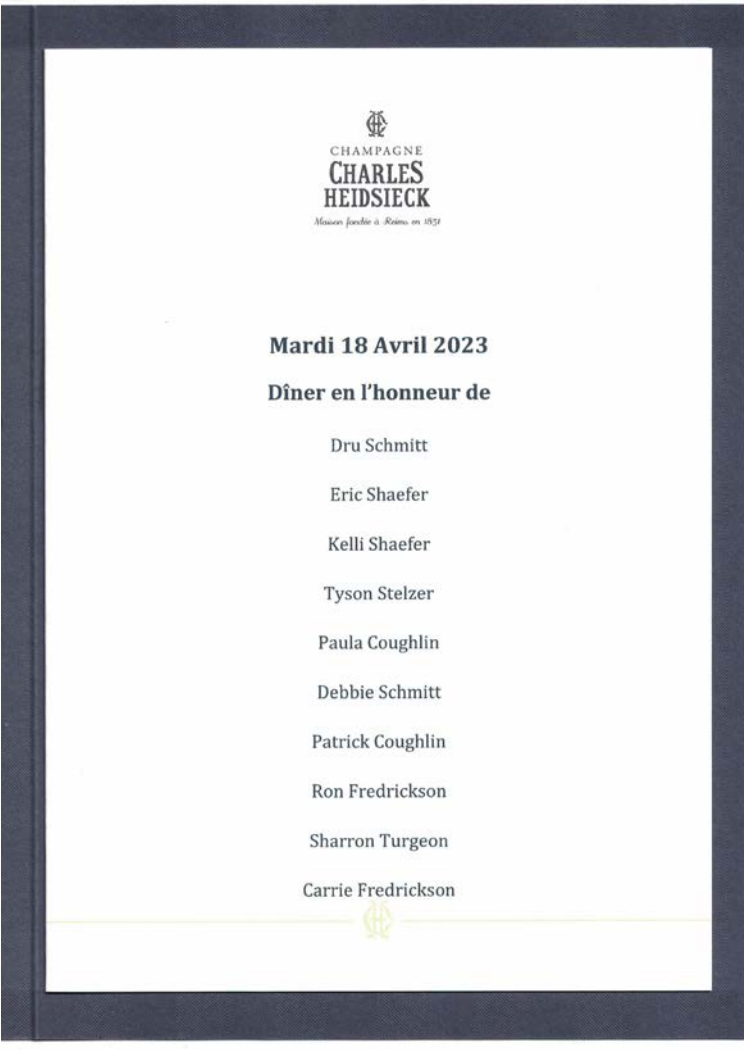 CHAMPAGNE
CHARLES
HEIDSIECK
Maison fondée à Reims en 1851
Mardi 18 Avril 2023
Dîner en l'honneur de
Dru Schmitt
Eric Shaefer
Kelli Shaefer
Tyson Stelzer
Paula Coughlin
Debbie Schmitt
Patrick Coughlin
Ron Fredrickson
Sharron Turgeon
Carrie Fredrickson